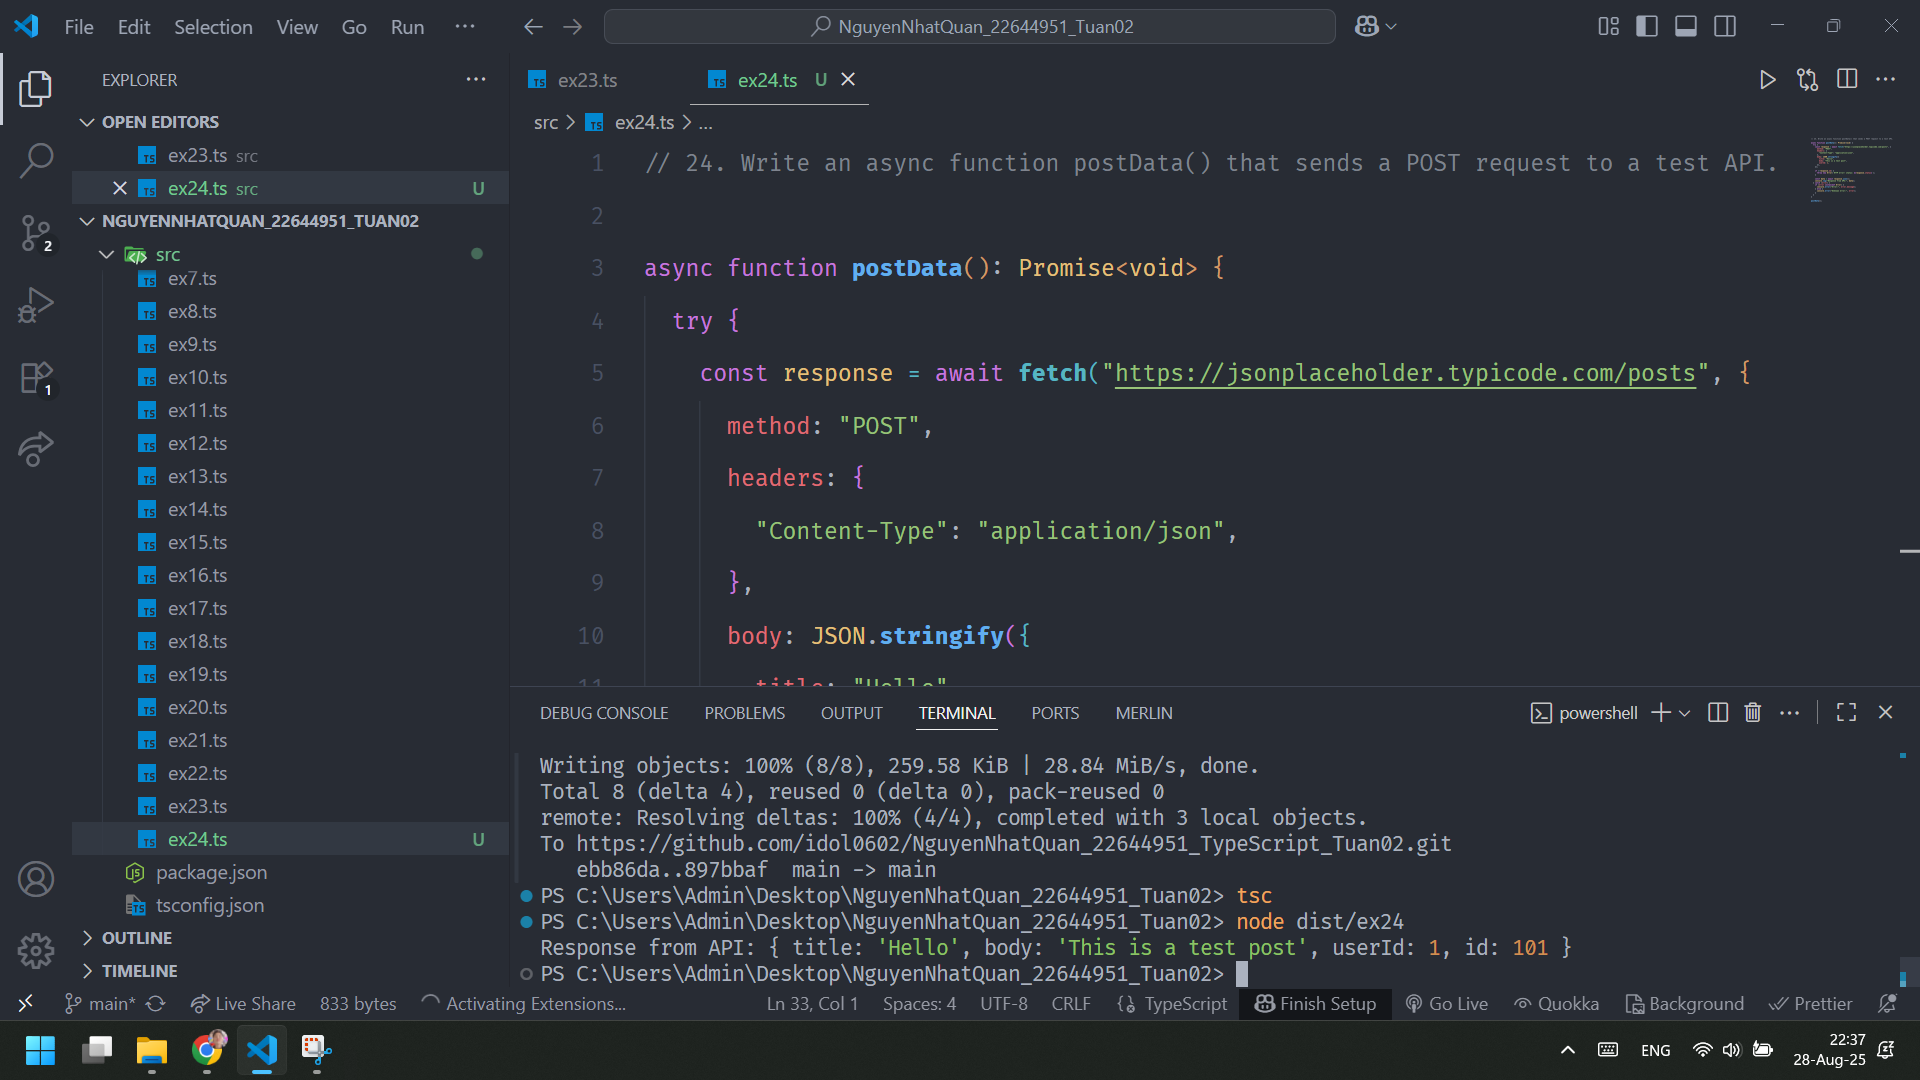 File Edit Selection View Go Run ···
NguyenNhatQuan_22644951_Tuan02
EXPLORER
OPEN EDITORS
ex23.ts src
ex24.ts src U
NGUYENNHATQUAN_22644951_TUAN02
src
ex7.ts
ex8.ts
ex9.ts
ex10.ts
ex11.ts
ex12.ts
ex13.ts
ex14.ts
ex15.ts
ex16.ts
ex17.ts
ex18.ts
ex19.ts
ex20.ts
ex21.ts
ex22.ts
ex23.ts
ex24.ts U
package.json
tsconfig.json
OUTLINE
TIMELINE
2
1
ex23.ts
ex24.ts U
src > ex24.ts > ...
1 // 24. Write an async function postData() that sends a POST request to a test API.
2
3 async function postData(): Promise<void> {
4 try {
5 const response = await fetch("https://jsonplaceholder.typicode.com/posts", {
6 method: "POST",
7 headers: {
8 "Content-Type": "application/json",
9 },
10 body: JSON.stringify({
11 title: "Hello"
DEBUG CONSOLE PROBLEMS OUTPUT TERMINAL PORTS MERLIN
powershell
Writing objects: 100% (8/8), 259.58 KiB | 28.84 MiB/s, done.
Total 8 (delta 4), reused 0 (delta 0), pack-reused 0
remote: Resolving deltas: 100% (4/4), completed with 3 local objects.
To https://github.com/idol0602/NguyenNhatQuan_22644951_TypeScript_Tuan02.git
ebb86da..897bbaf main -> main
PS C:\Users\Admin\Desktop\NguyenNhatQuan_22644951_Tuan02> tsc
PS C:\Users\Admin\Desktop\NguyenNhatQuan_22644951_Tuan02> node dist/ex24
Response from API: { title: 'Hello', body: 'This is a test post', userId: 1, id: 101 }
PS C:\Users\Admin\Desktop\NguyenNhatQuan_22644951_Tuan02>
main* Live Share 833 bytes Activating Extensions... Ln 33, Col 1 Spaces: 4 UTF-8 CRLF TypeScript Finish Setup Go Live Quokka Background Prettier
ENG
22:37
28-Aug-25